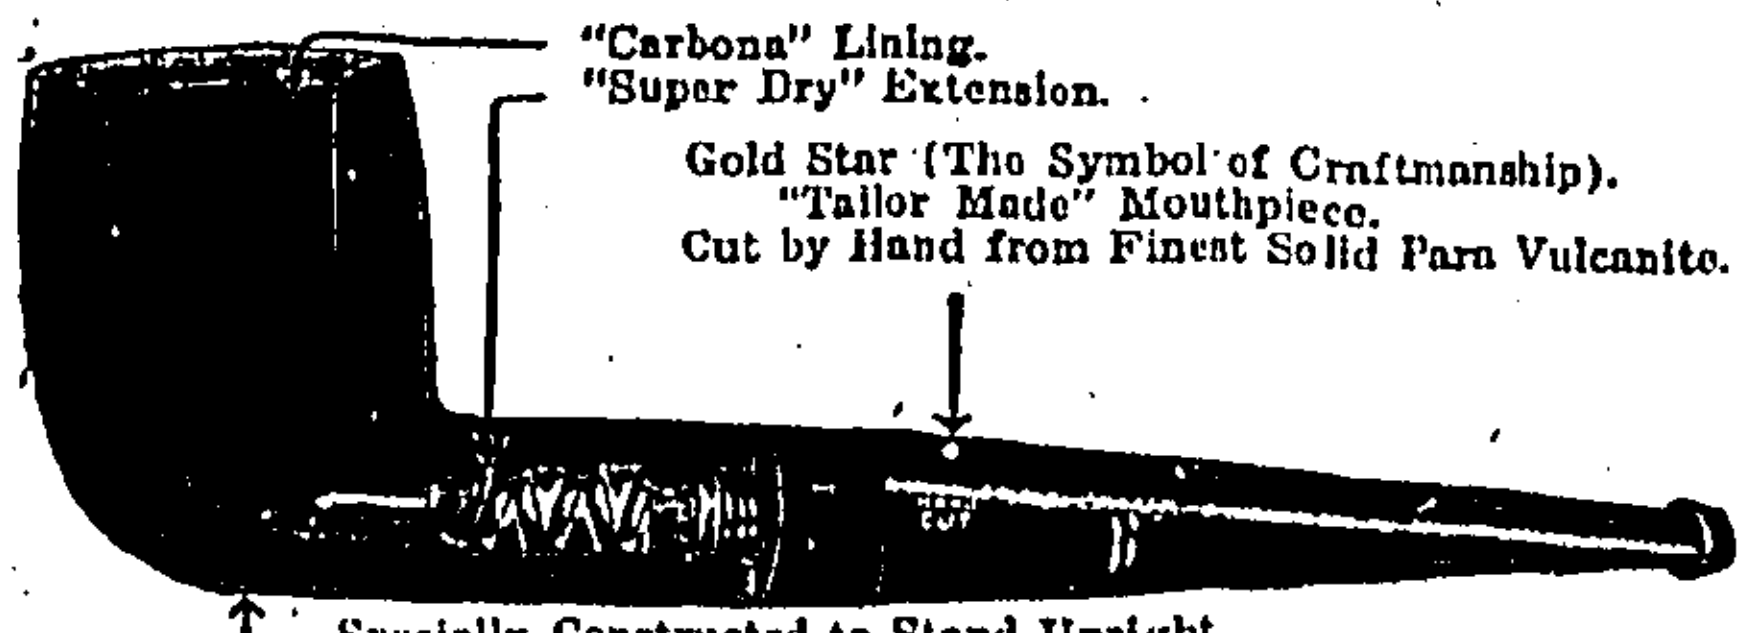 "Carbona" Lining.
"Super Dry" Extension.
Gold Star (The Symbol of Craftmanship).
"Tailor Made" Mouthpiece.
Cut by Hand from Finest Solid Para Vulcanite.
Specially Constructed to Stand Upright